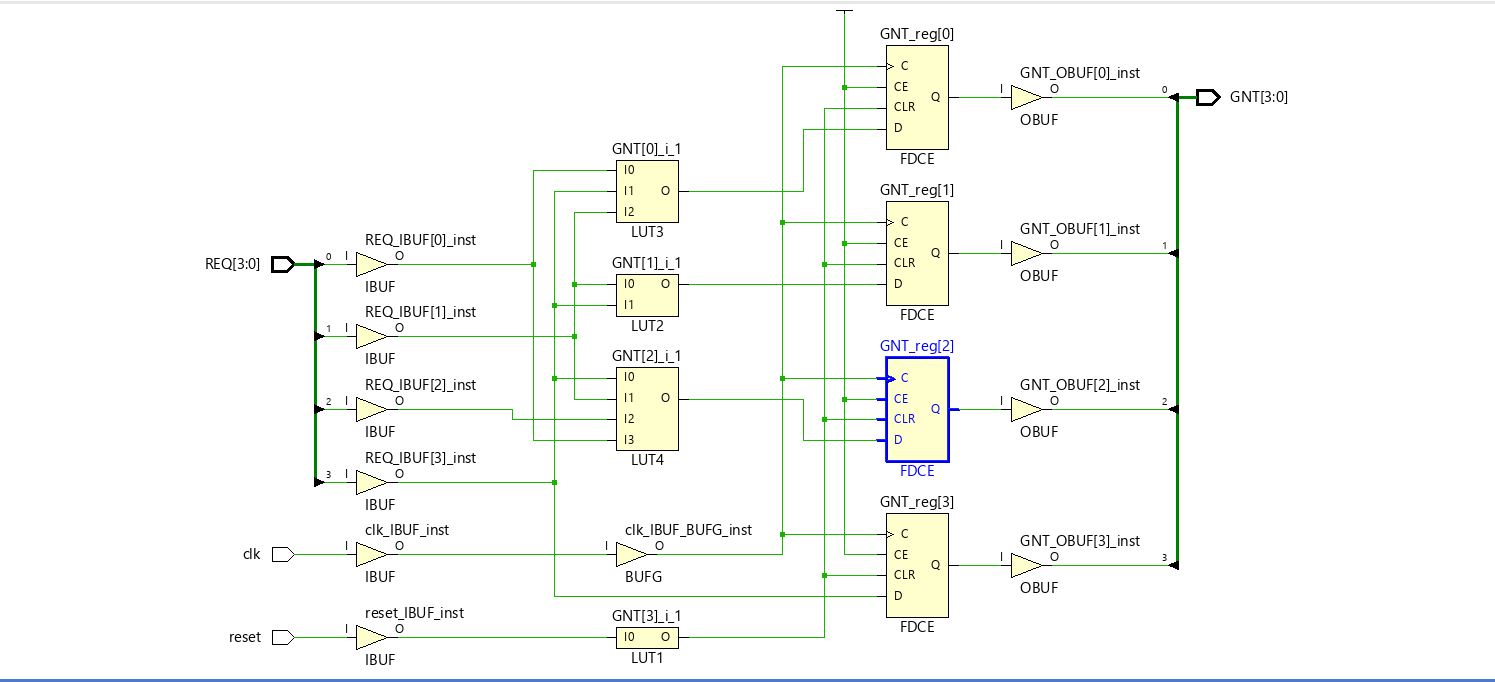 GNT_reg[0]
C
CE
CLR
D
Q
FDCE
GNT_OBUF[0]_inst
I
O
OBUF
0
GNT[3:0]
GNT[0]_i_1
I0
I1
I2
O
LUT3
GNT_reg[1]
C
CE
CLR
D
Q
FDCE
GNT_OBUF[1]_inst
I
O
OBUF
1
REQ[3:0]
0
REQ_IBUF[0]_inst
I
O
IBUF
GNT[1]_i_1
I0
I1
O
LUT2
1
REQ_IBUF[1]_inst
I
O
IBUF
GNT[2]_i_1
I0
I1
I2
I3
O
LUT4
GNT_reg[2]
C
CE
CLR
D
Q
FDCE
GNT_OBUF[2]_inst
I
O
OBUF
2
2
REQ_IBUF[2]_inst
I
O
IBUF
3
REQ_IBUF[3]_inst
I
O
IBUF
clk
clk_IBUF_inst
I
O
IBUF
clk_IBUF_BUFG_inst
I
O
BUFG
GNT_reg[3]
C
CE
CLR
D
Q
FDCE
GNT_OBUF[3]_inst
I
O
OBUF
3
reset
reset_IBUF_inst
I
O
IBUF
GNT[3]_i_1
I0
O
LUT1